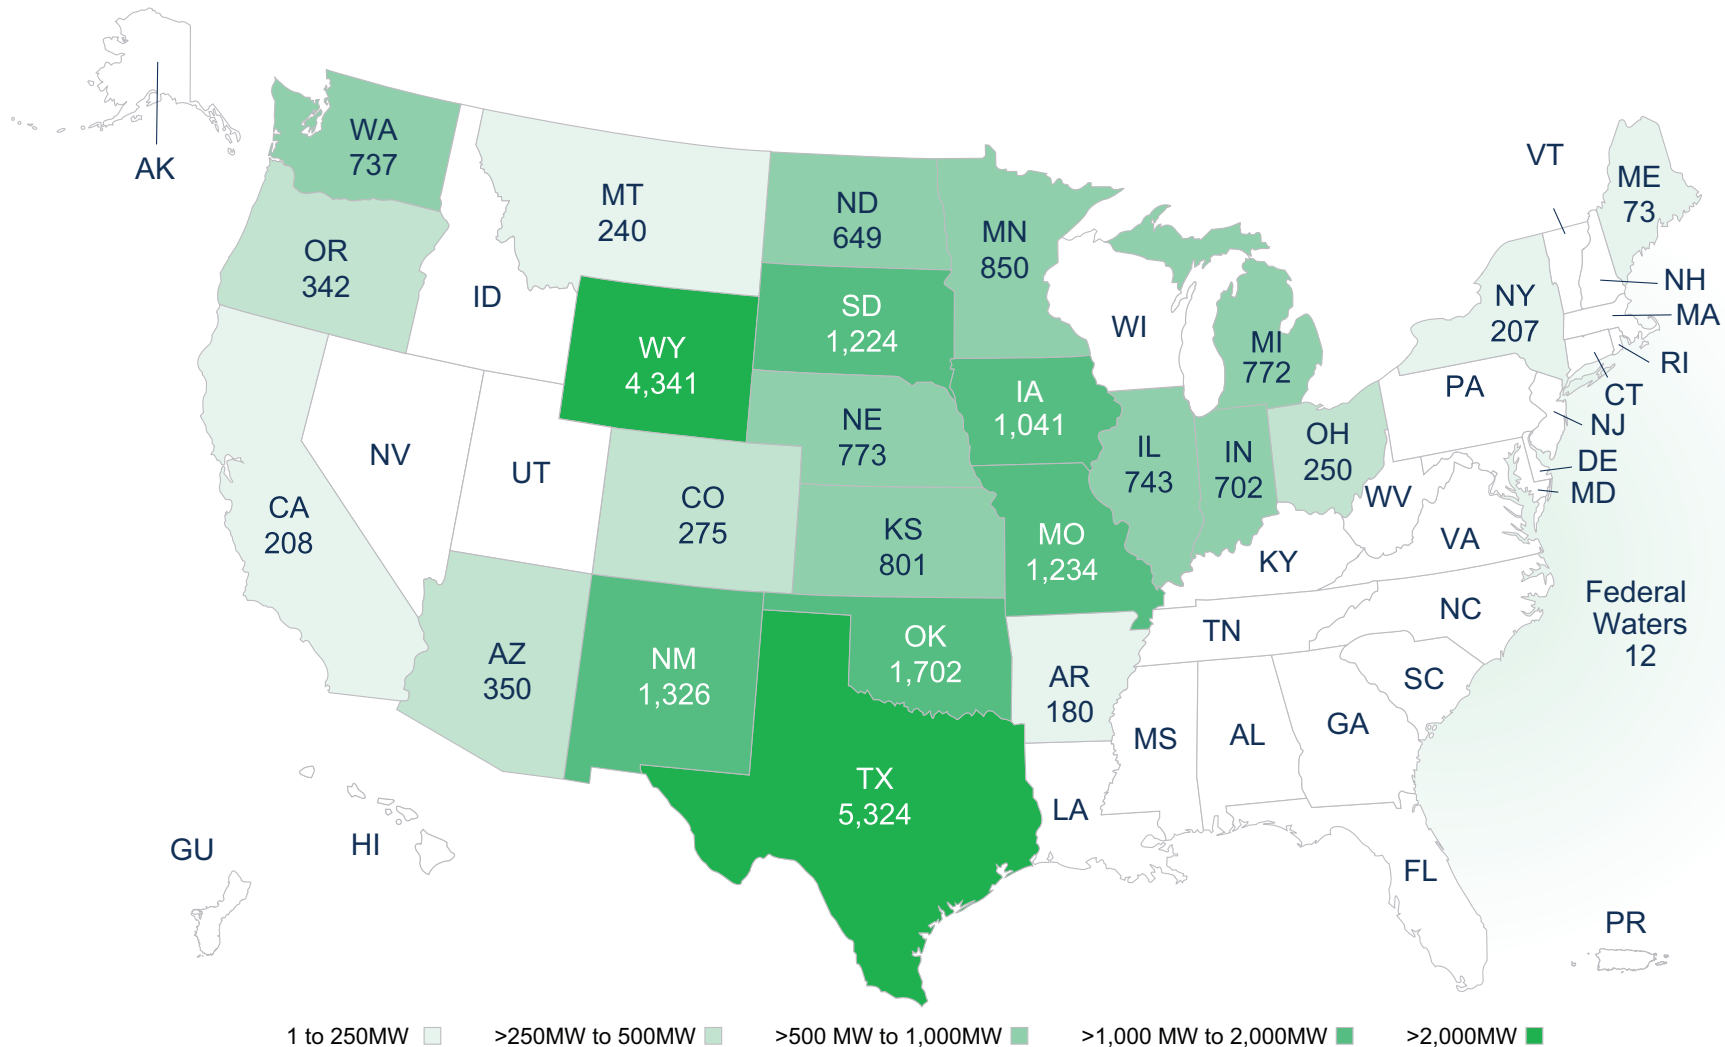 AK
WA
737
OR
342
CA
208
NV
ID
MT
240
WY
4,341
UT
AZ
350
CO
275
NM
1,326
ND
649
SD
1,224
NE
773
KS
801
OK
1,702
TX
5,324
MN
850
IA
1,041
MO
1,234
AR
180
LA
WI
IL
743
MI
772
IN
702
OH
250
KY
TN
MS
AL
GA
FL
SC
NC
VA
WV
PA
NY
207
VT
ME
73
NH
MA
RI
CT
NJ
DE
MD
Federal
Waters
12
GU
HI
PR
1 to 250MW
>250MW to 500MW
>500 MW to 1,000MW
>1,000 MW to 2,000MW
>2,000MW